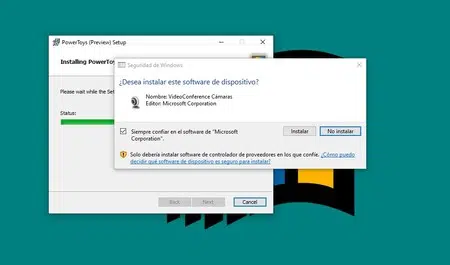 PowerToys (Preview) Setup
Installing PowerToy
Seguridad de Windows
¿Desea instalar este software de dispositivo?
Nombre: VideoConference Cámaras
Editor: Microsoft Corporation
Please wait while the Set
Status:
Siempre confiar en el software de "Microsoft
Corporation".
Instalar
No instalar
Solo debería instalar software de controlador de proveedores en los que confíe. ¿Cómo puedo
decidir qué software de dispositivo es seguro para instalar?
Back
Next
Cancel